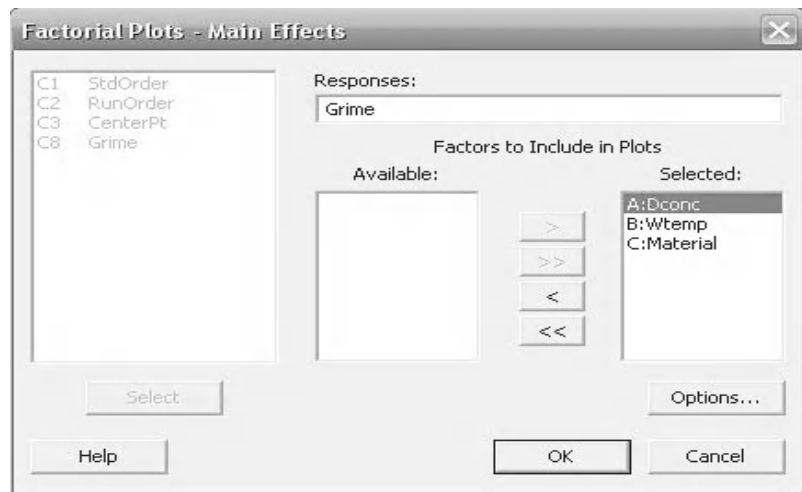 Factorial Plots - Main Effects
C1 StdOrder
C2 RunOrder
C3 CenterPt
C8 Grime
Responses:
Grime
Factors to Include in Plots
Available:
Selected:
A:Dconc
B:Wtemp
C:Material
>
>>
<
<<
Select
Options...
Help
OK
Cancel